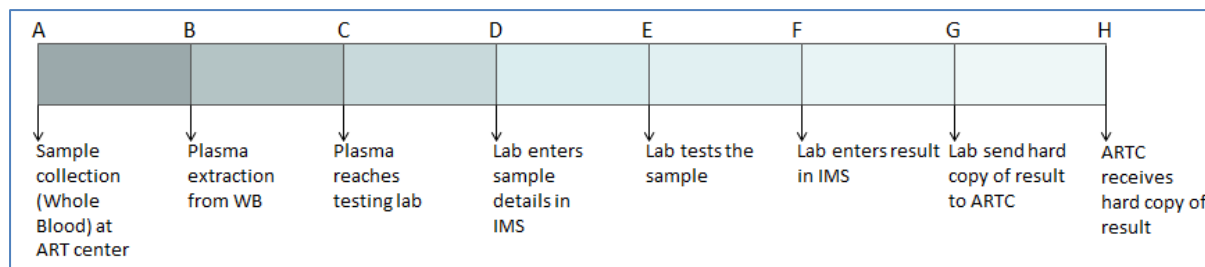 A B C D E F G H
Sample
collection
(Whole
Blood) at
ART center
Plasma
extraction
from WB
Plasma
reaches
testing lab
Lab enters
sample
details in
IMS
Lab tests the
sample
Lab enters result
in IMS
Lab send hard
copy of result
to ARTC
ARTC
receives
hard copy of
result